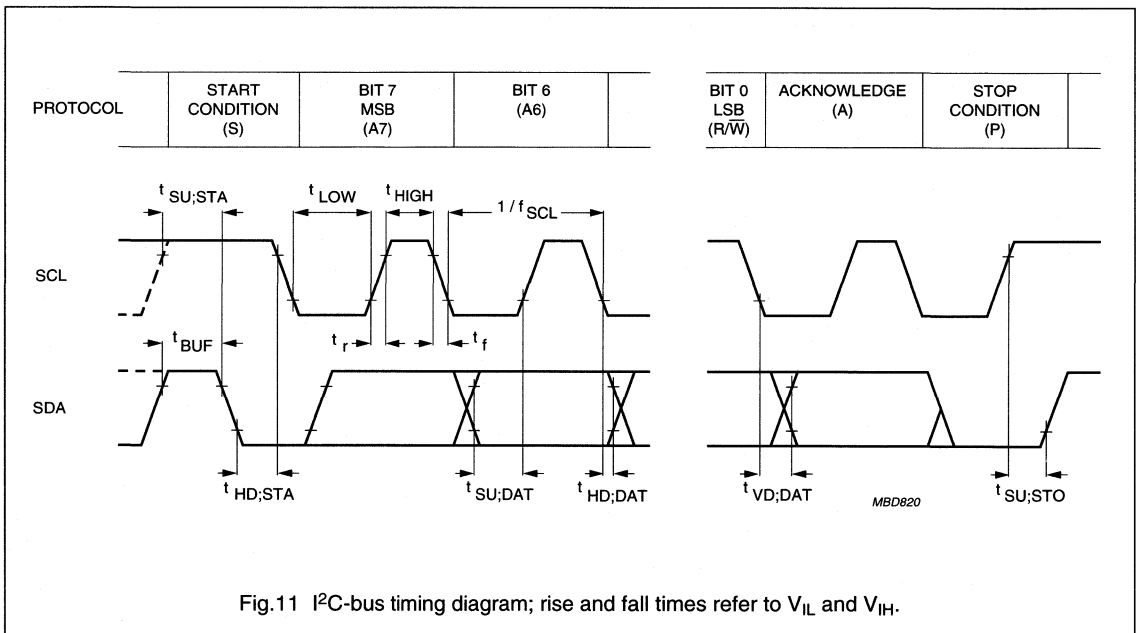 PROTOCOL
START
CONDITION
(S)
BIT 7
MSB
(A7)
BIT 6
(A6)
BIT 0
LSB
(R/W̅)
ACKNOWLEDGE
(A)
STOP
CONDITION
(P)
t SU;STA
t LOW
t HIGH
1 / f SCL
SCL
t BUF
t r
t f
SDA
t HD;STA
t SU;DAT
t HD;DAT
t VD;DAT
MBD820
t SU;STO
Fig.11 I²C-bus timing diagram; rise and fall times refer to VIL and VIH.